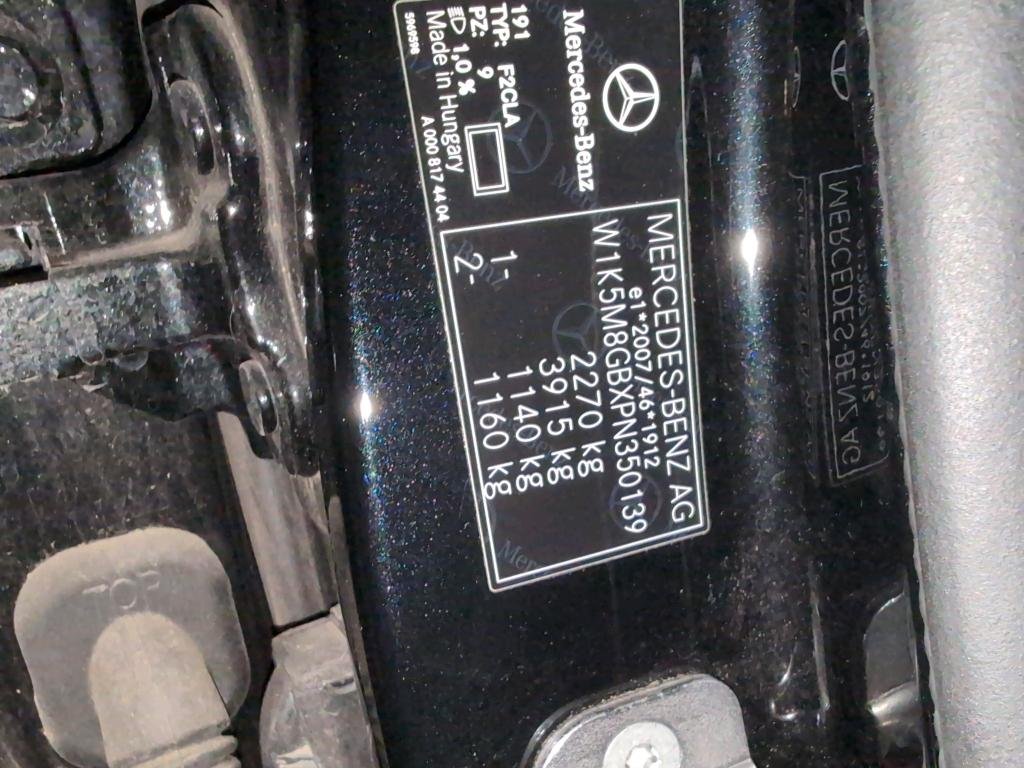 Mercedes-Benz
191
TYP: F2CLA
PZ: 9
1,0 %
Made in Hungary
A 000 817 44 04
MERCEDES-BENZ AG
e1*2007/46*1912
W1K5M8GBXPN350139
2270 kg
3915 kg
1- 1140 kg
2- 1160 kg
TOP
MERCEDES BENZ AG